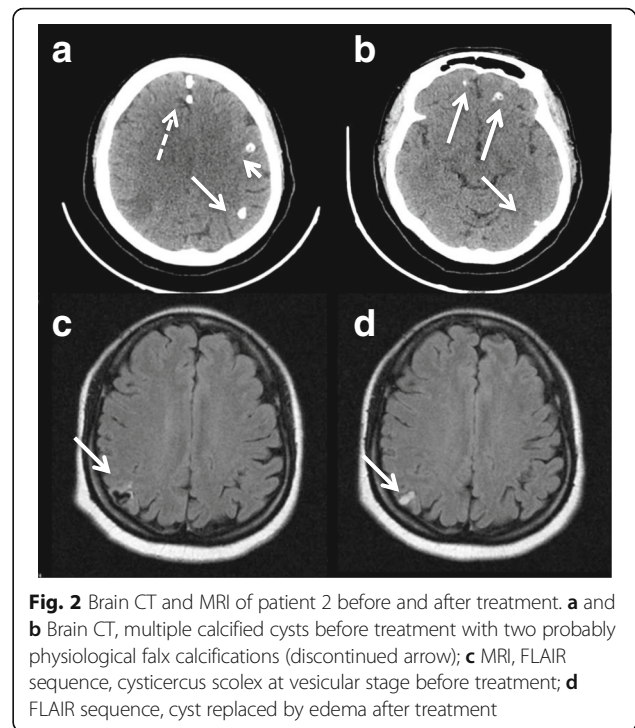 a b
c d
Fig. 2 Brain CT and MRI of patient 2 before and after treatment. a and
b Brain CT, multiple calcified cysts before treatment with two probably
physiological falx calcifications (discontinued arrow); c MRI, FLAIR
sequence, cysticercus scolex at vesicular stage before treatment; d
FLAIR sequence, cyst replaced by edema after treatment